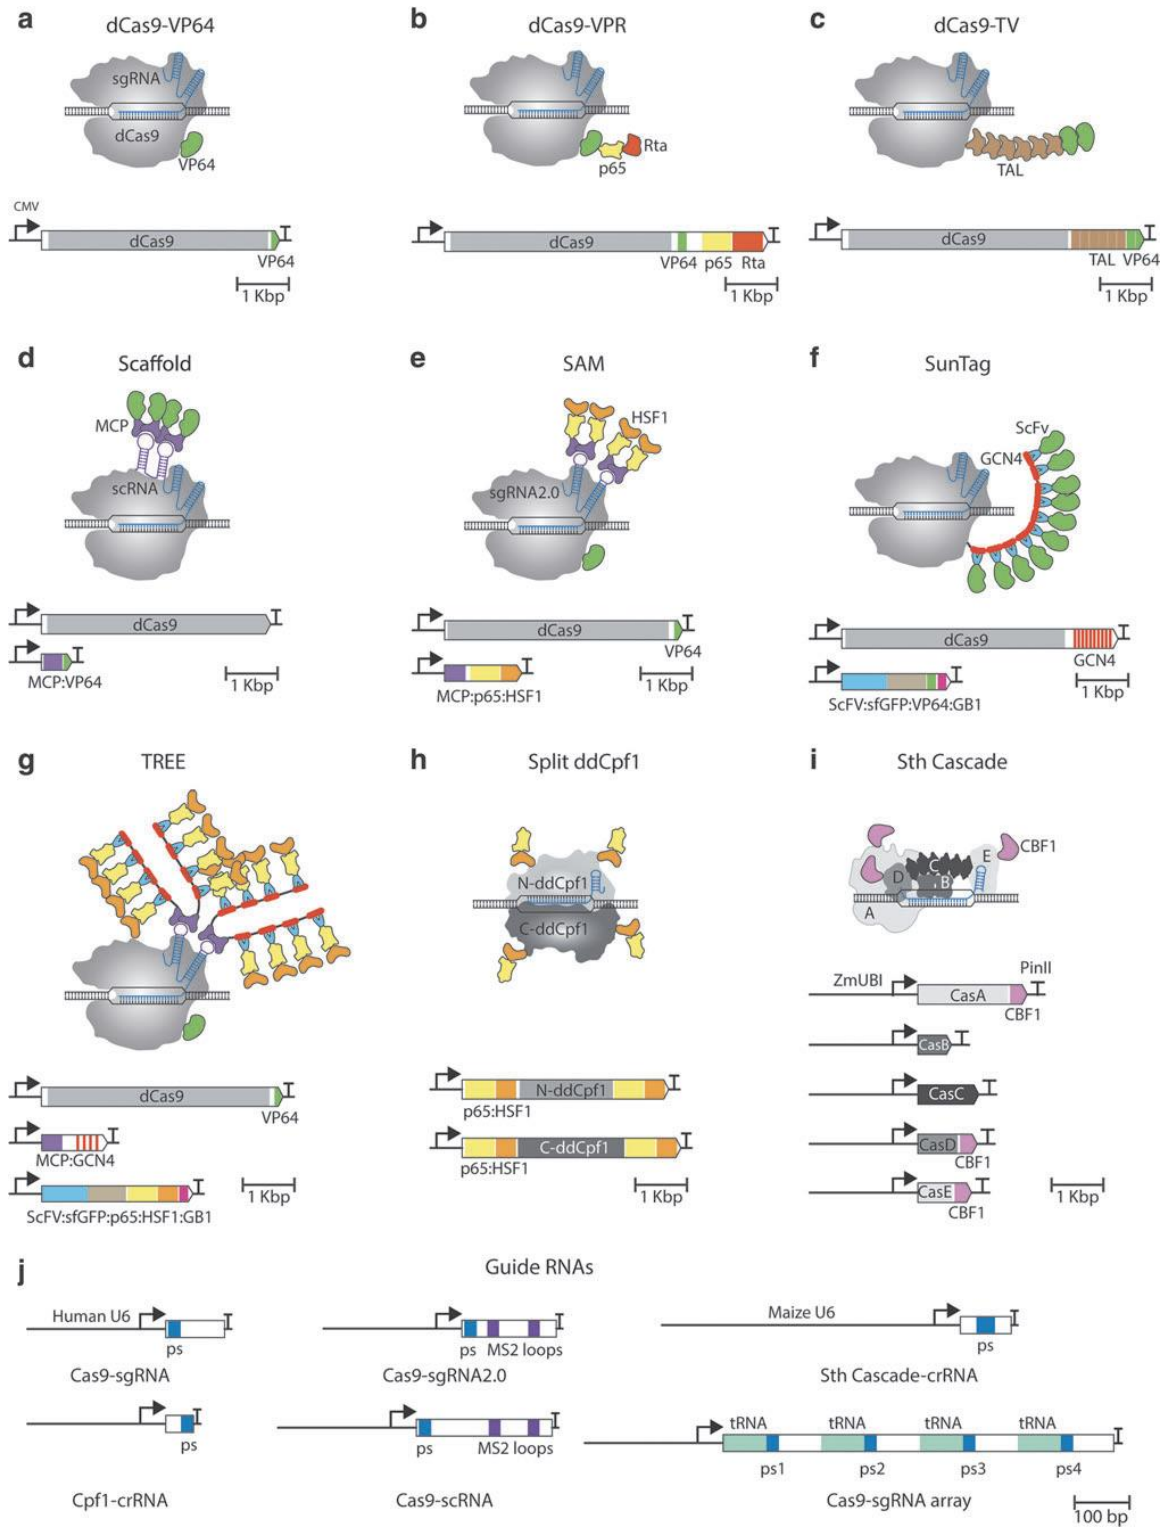 a
dCas9-VP64
sgRNA
dCas9
VP64
CMV
dCas9
VP64
1 Kbp
b
dCas9-VPR
Rta
p65
dCas9
VP64 p65 Rta
1 Kbp
c
dCas9-TV
TAL
dCas9
TAL VP64
1 Kbp
d
Scaffold
MCP
scRNA
dCas9
MCP:VP64
1 Kbp
e
SAM
HSF1
sgRNA2.0
dCas9
VP64
MCP:p65:HSF1
1 Kbp
f
SunTag
ScFv
GCN4
dCas9
GCN4
ScFV:sfGFP:VP64:GB1
1 Kbp
g
TREE
dCas9
VP64
MCP:GCN4
ScFV:sfGFP:p65:HSF1:GB1
1 Kbp
h
Split ddCpf1
N-ddCpf1
C-ddCpf1
N-ddCpf1
p65:HSF1
C-ddCpf1
p65:HSF1
1 Kbp
i
Sth Cascade
CBF1
E
C
D
B
A
ZmUBI
PinII
CasA
CBF1
CasB
CasC
CasD
CBF1
CasE
CBF1
1 Kbp
j
Guide RNAs
Human U6
ps
Cas9-sgRNA
ps MS2 loops
Cas9-sgRNA2.0
Maize U6
ps
Sth Cascade-crRNA
ps
Cpf1-crRNA
ps MS2 loops
Cas9-scRNA
tRNA tRNA tRNA tRNA
ps1 ps2 ps3 ps4
Cas9-sgRNA array
100 bp